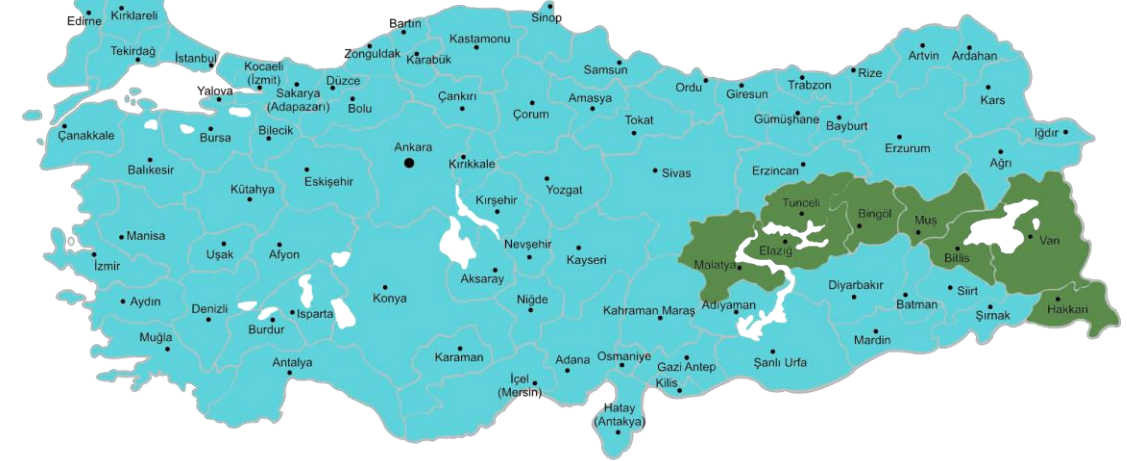 Edirne
Kırklareli
Tekirdağ
İstanbul
Kocaeli
(İzmit)
Yalova
Sakarya
(Adapazarı)
Düzce
Bolu
Zonguldak
Bartın
Karabük
Kastamonu
Sinop
Samsun
Ordu
Giresun
Trabzon
Rize
Artvin
Ardahan
Kars
Iğdır
Ağrı
Erzurum
Bayburt
Gümüşhane
Erzincan
Çanakkale
Bursa
Bilecik
Balıkesir
Kütahya
Eskişehir
Ankara
Çankırı
Çorum
Amasya
Tokat
Kırıkkale
Yozgat
Sivas
Kırşehir
Nevşehir
Kayseri
Aksaray
Niğde
Konya
Karaman
Manisa
İzmir
Uşak
Afyon
Aydın
Denizli
Muğla
Burdur
Isparta
Antalya
İçel
(Mersin)
Adana
Osmaniye
Hatay
(Antakya)
Kahraman Maraş
Gazi Antep
Kilis
Adıyaman
Şanlı Urfa
Malatya
Elazığ
Tunceli
Bingöl
Muş
Bitlis
Van
Hakkari
Diyarbakır
Batman
Siirt
Şırnak
Mardin